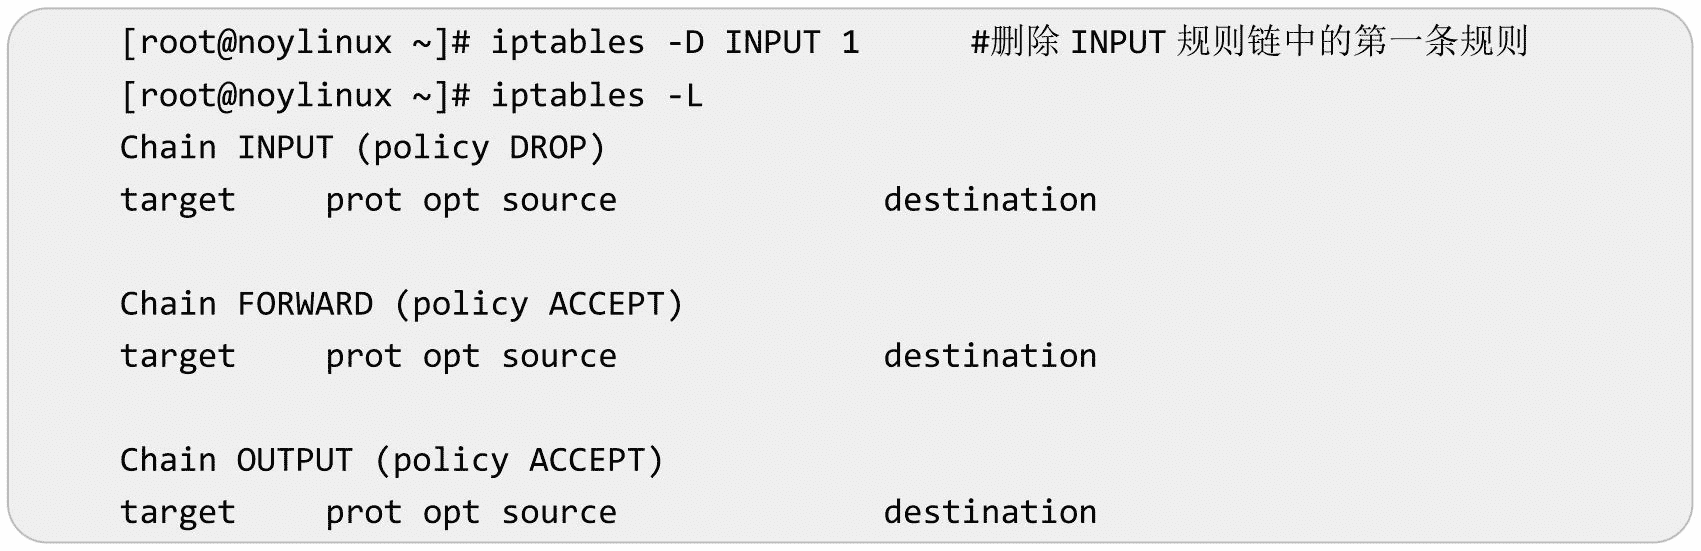 [root@noylinux ~]# iptables -D INPUT 1 #删除 INPUT 规则链中的第一条规则
[root@noylinux ~]# iptables -L
Chain INPUT (policy DROP)
target prot opt source destination
Chain FORWARD (policy ACCEPT)
target prot opt source destination
Chain OUTPUT (policy ACCEPT)
target prot opt source destination